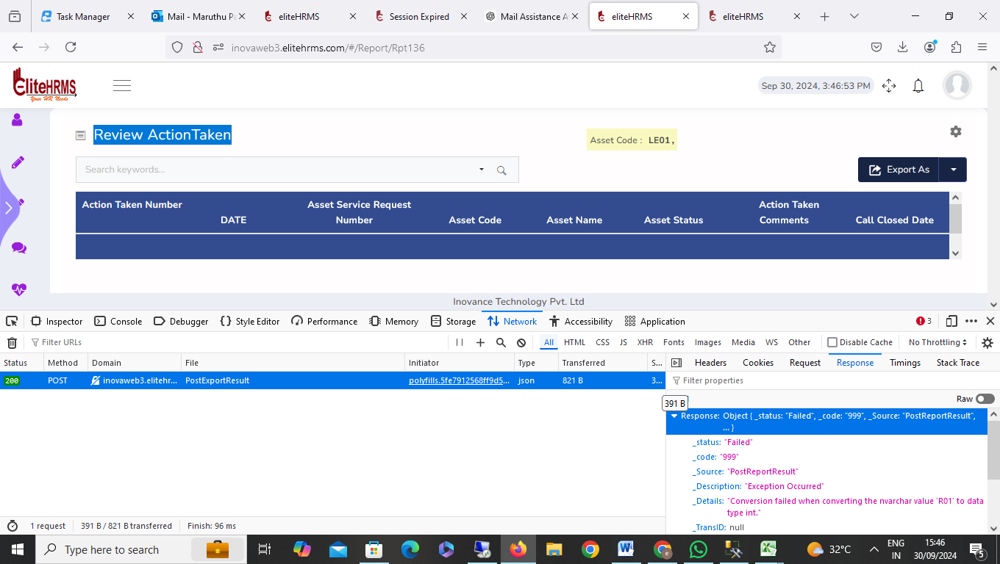 Task Manager
Mail - Maruthu Pa
eliteHRMS
Session Expired
Mail Assistance A
eliteHRMS
eliteHRMS
inovaweb3.elitehrms.com/#/Report/Rpt136
EliteHRMS
Your HR Needs
Sep 30, 2024, 3:46:53 PM
Review ActionTaken
Asset Code : LE01 ,
Search keywords...
Export As
Action Taken Number
DATE
Asset Service Request Number
Asset Code
Asset Name
Asset Status
Action Taken Comments
Call Closed Date
Inovance Technology Pvt. Ltd
Inspector
Console
Debugger
Style Editor
Performance
Memory
Storage
Network
Accessibility
Application
3
Filter URLs
All
HTML
CSS
JS
XHR
Fonts
Images
Media
WS
Other
Disable Cache
No Throttling
Status
Method
Domain
File
Initiator
Type
Transferred
S...
Headers
Cookies
Request
Response
Timings
Stack Trace
200
POST
inovaweb3.elitehr...
PostExportResult
polyfills.5fe7912568ff9d5...
json
821 B
3...
Filter properties
391 B
Raw
Response: Object { _status: "Failed", _code: "999", _Source: "PostReportResult",
... }
_status: "Failed"
_code: "999"
_Source: "PostReportResult"
_Description: "Exception Occurred"
_Details: "Conversion failed when converting the nvarchar value 'R01' to data
type int."
_TransID: null
1 request
391 B / 821 B transferred
Finish: 96 ms
Type here to search
32°C
ENG
IN
15:46
30/09/2024
5